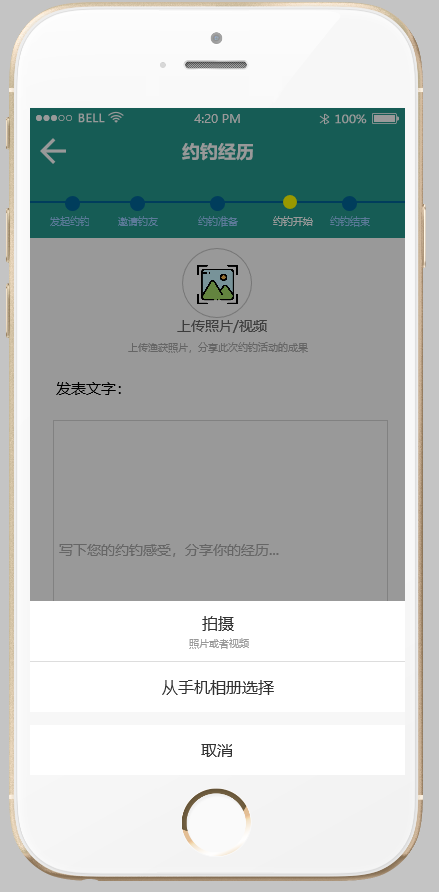 BELL 4:20 PM 100%
约钓经历
发起约钓 邀请钓友 约钓准备 约钓开始 约钓结束
上传照片/视频
上传渔获照片，分享此次约钓活动的成果
发表文字：
写下您的约钓感受，分享你的经历...
拍摄
照片或者视频
从手机相册选择
取消